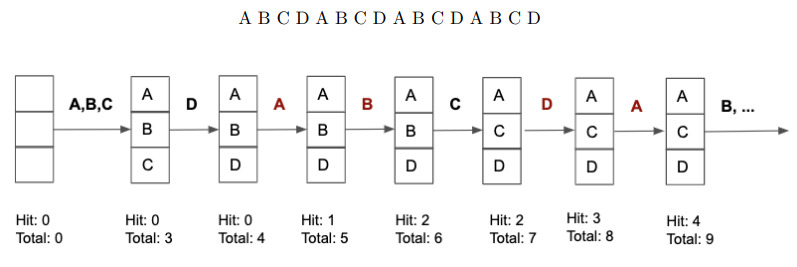 A B C D A B C D A B C D A B C D
A,B,C D A B C D A B, ...
A A A A A A A
B B B B C C C
C D D D D D D
Hit: 0 Hit: 0 Hit: 0 Hit: 1 Hit: 2 Hit: 2 Hit: 3 Hit: 4
Total: 0 Total: 3 Total: 4 Total: 5 Total: 6 Total: 7 Total: 8 Total: 9